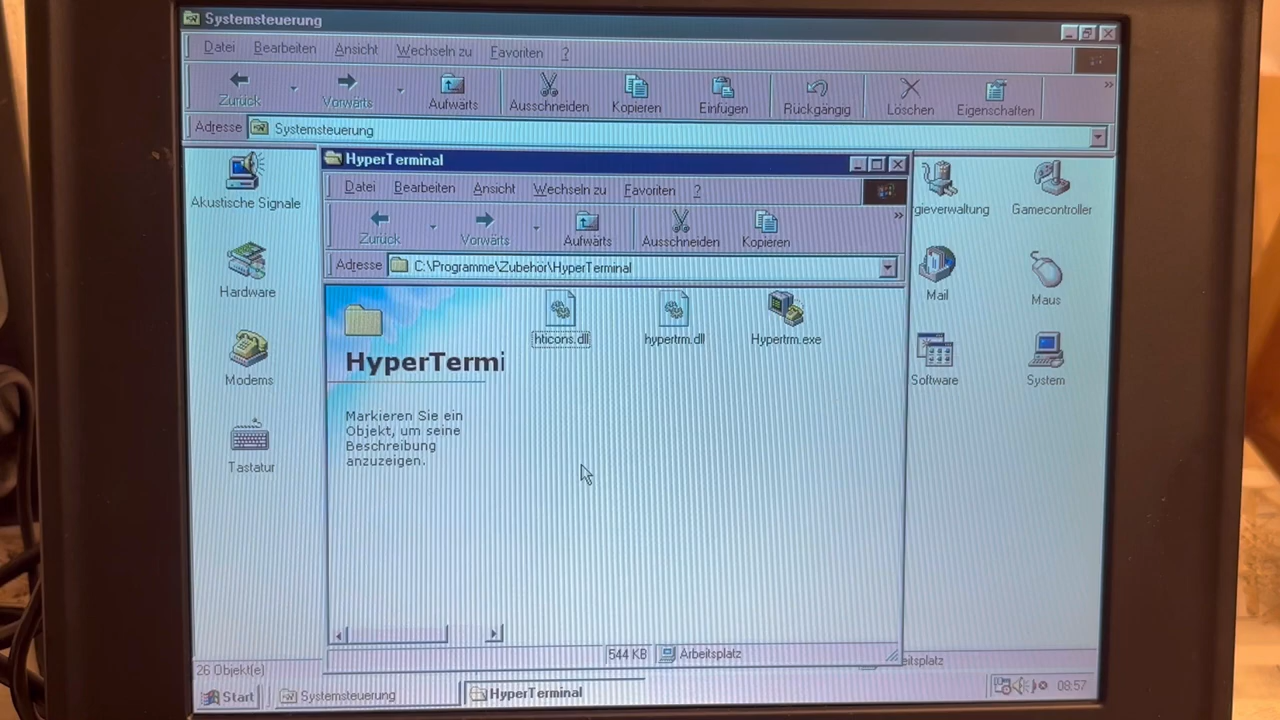 Systemsteuerung
Datei Bearbeiten Ansicht Wechseln zu Favoriten ?
Zurück Vorwärts Aufwärts Ausschneiden Kopieren Einfügen Rückgängig Löschen Eigenschaften »
Adresse Systemsteuerung
HyperTerminal
Datei Bearbeiten Ansicht Wechseln zu Favoriten ?
Zurück Vorwärts Aufwärts Ausschneiden Kopieren »
Adresse C:\Programme\Zubehör\HyperTerminal
Akustische Signale
Hardware
Modems
Tastatur
HyperTermi
Markieren Sie ein
Objekt, um seine
Beschreibung
anzuzeigen.
hticons.dll hypertrm.dll Hypertrm.exe
544 KB Arbeitsplatz
rgieverwaltung Gamecontroller
Mail Maus
Software System
26 Objekt(e)
eitsplatz
Start Systemsteuerung HyperTerminal 08:57